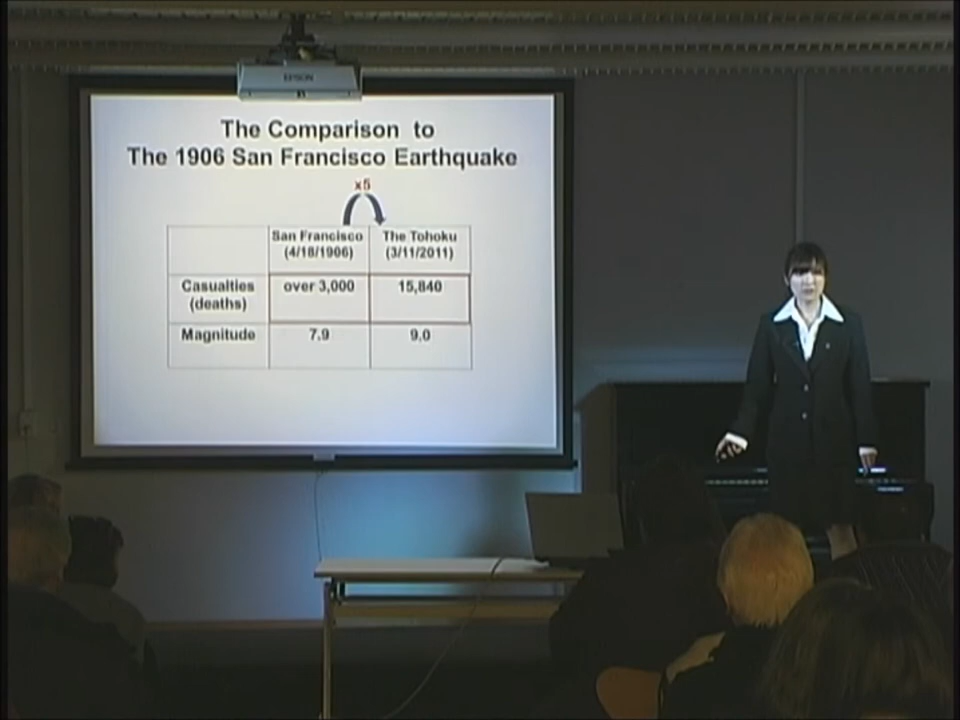 EPSON
The Comparison to
The 1906 San Francisco Earthquake
x5
San Francisco The Tohoku
(4/18/1906) (3/11/2011)
Casualties over 3,000 15,840
(deaths)
Magnitude 7.9 9.0